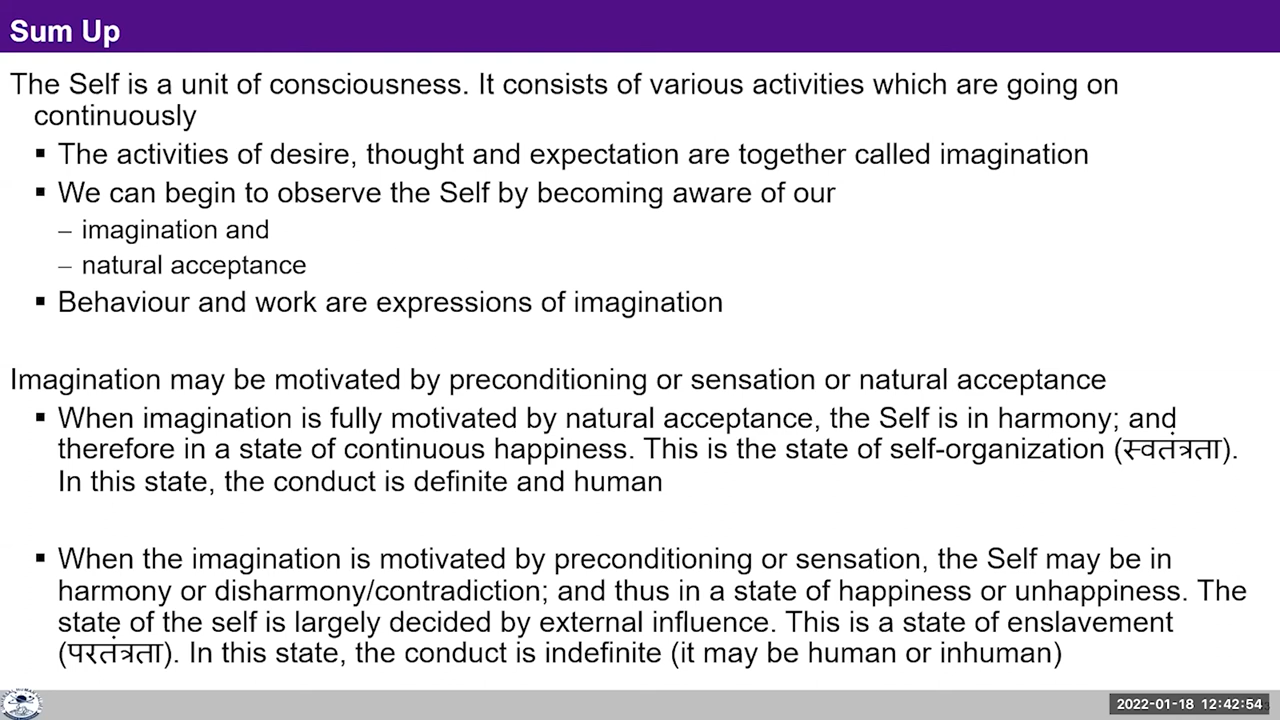 Sum Up
The Self is a unit of consciousness. It consists of various activities which are going on
continuously
▪ The activities of desire, thought and expectation are together called imagination
▪ We can begin to observe the Self by becoming aware of our
– imagination and
– natural acceptance
▪ Behaviour and work are expressions of imagination
Imagination may be motivated by preconditioning or sensation or natural acceptance
▪ When imagination is fully motivated by natural acceptance, the Self is in harmony; and
therefore in a state of continuous happiness. This is the state of self-organization (स्वतंत्रता).
In this state, the conduct is definite and human
▪ When the imagination is motivated by preconditioning or sensation, the Self may be in
harmony or disharmony/contradiction; and thus in a state of happiness or unhappiness. The
state of the self is largely decided by external influence. This is a state of enslavement
(परतंत्रता). In this state, the conduct is indefinite (it may be human or inhuman)
2022-01-18 12:42:54